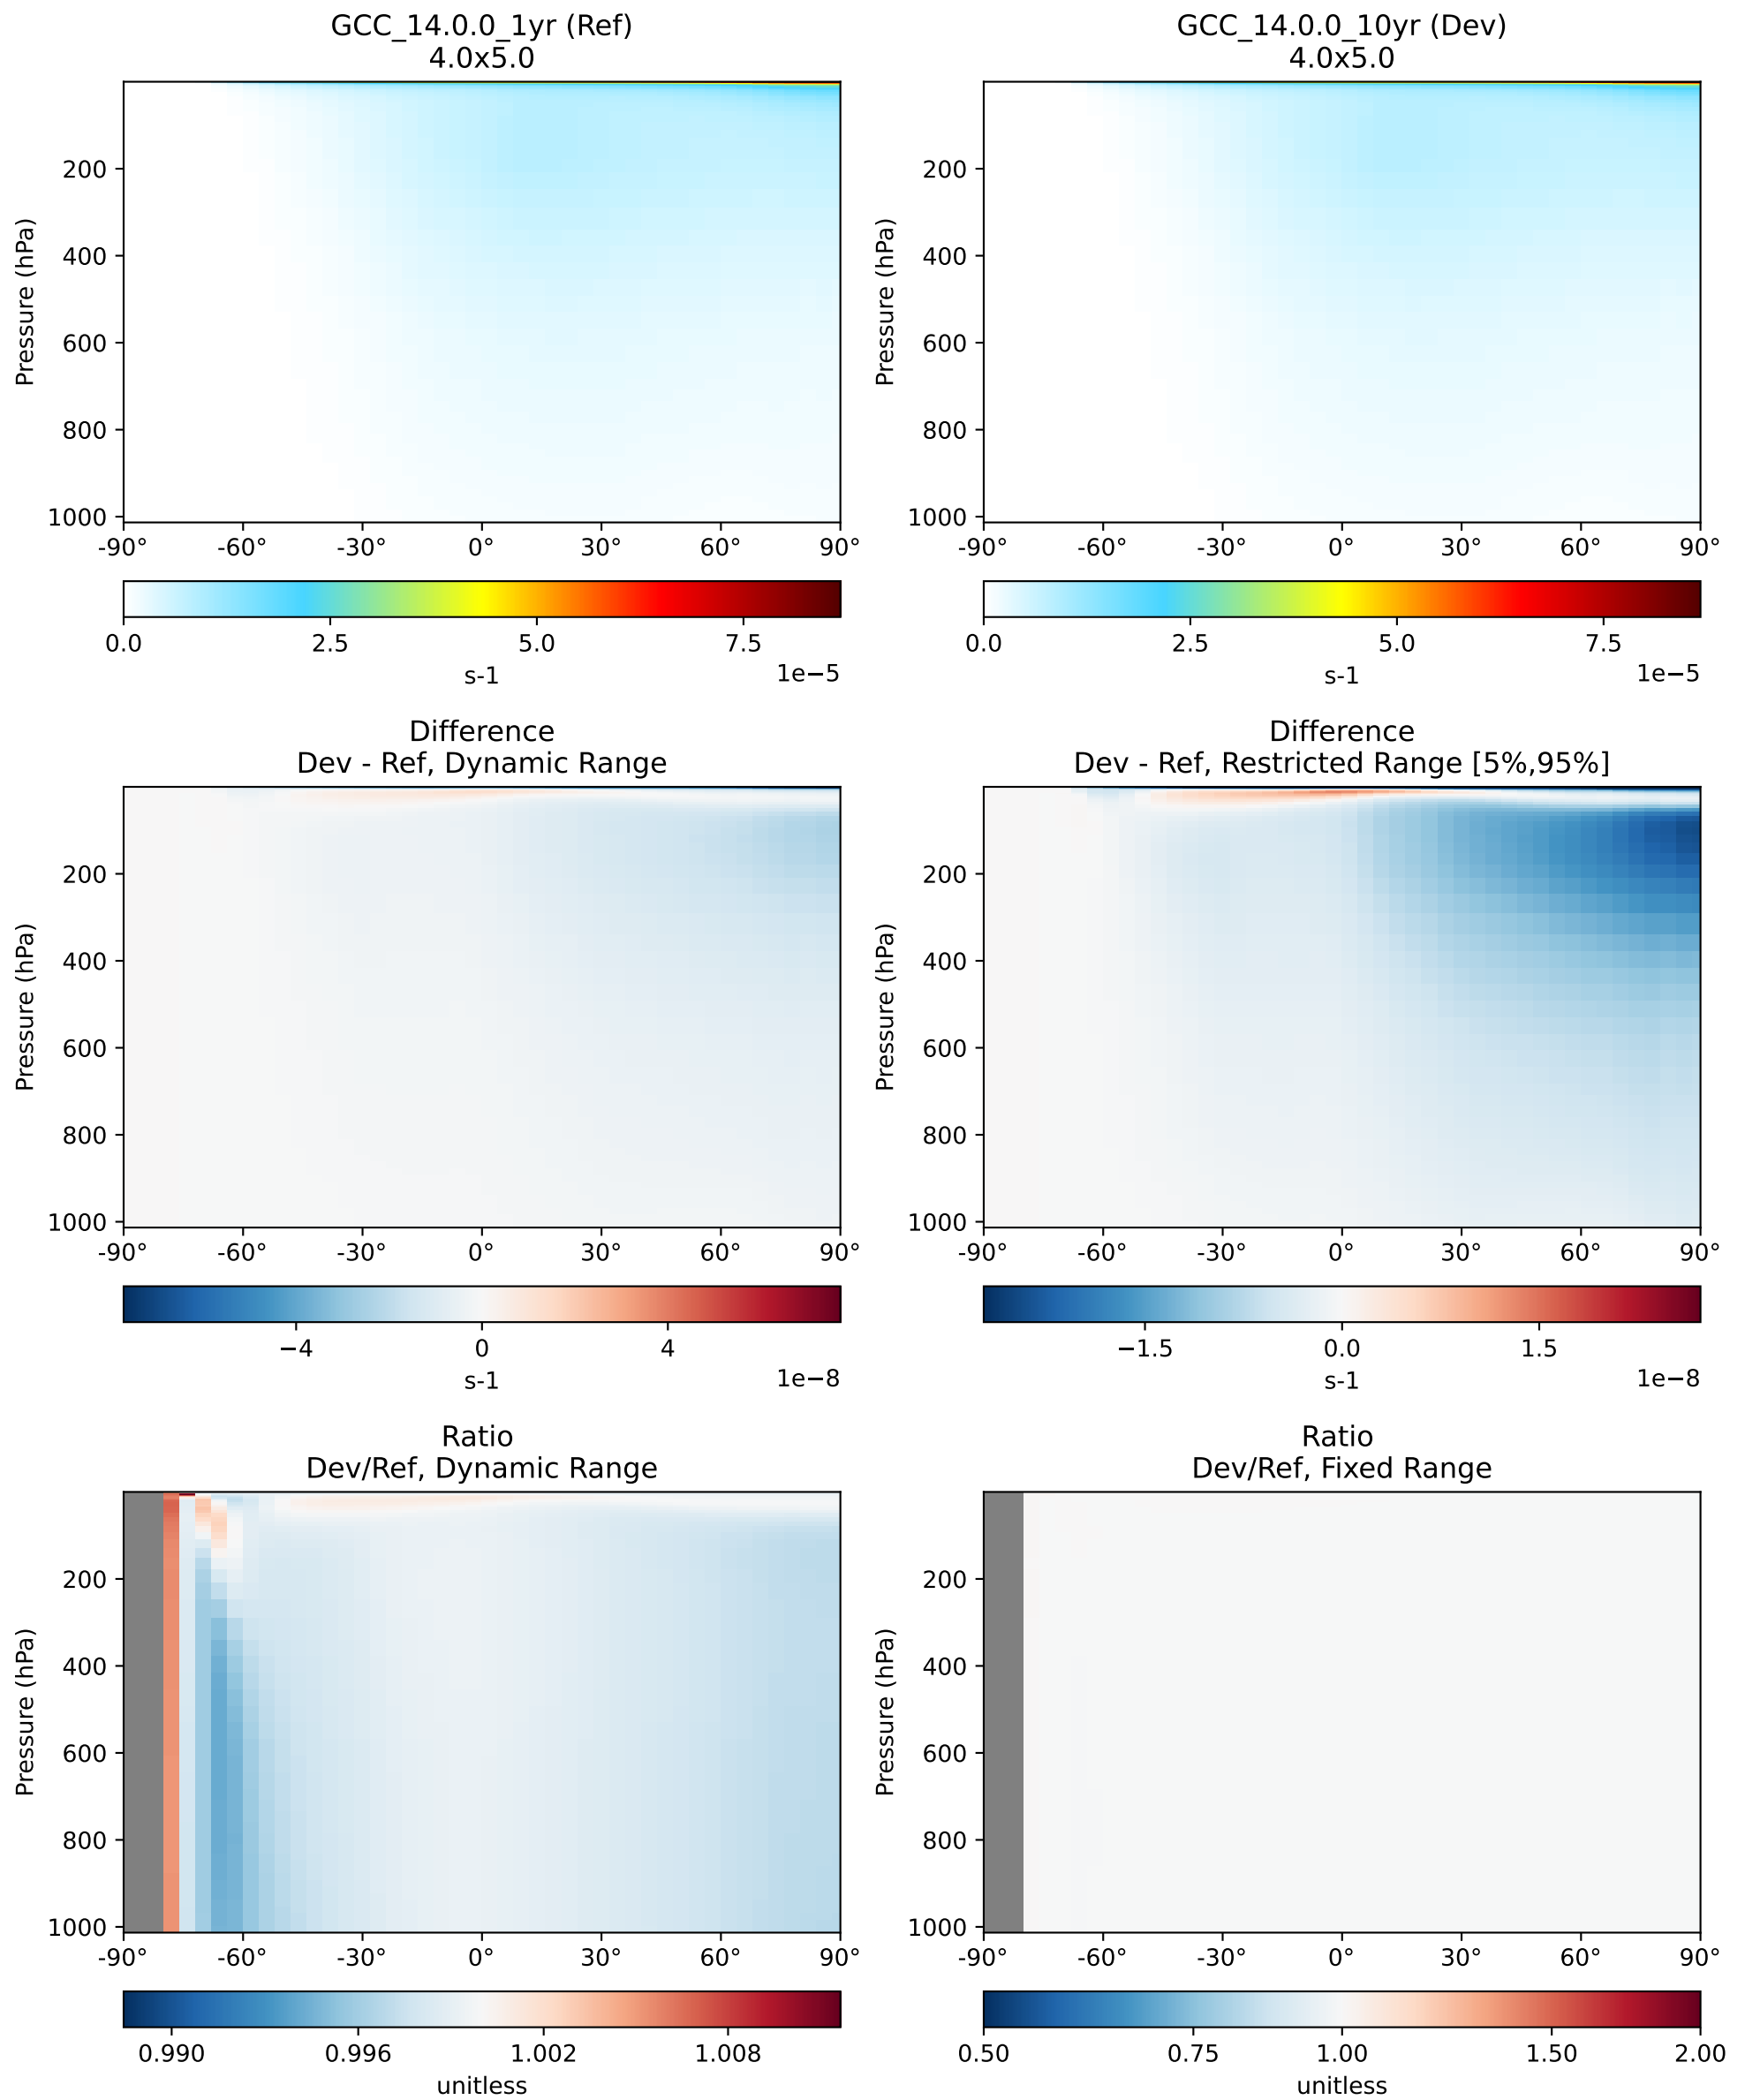 GCC_14.0.0_1yr (Ref)
4.0x5.0
Pressure (hPa)
200
400
600
800
1000
-90° -60° -30° 0° 30° 60° 90°
0.0 2.5 5.0 7.5
1e−5
s-1
GCC_14.0.0_10yr (Dev)
4.0x5.0
Pressure (hPa)
200
400
600
800
1000
-90° -60° -30° 0° 30° 60° 90°
0.0 2.5 5.0 7.5
1e−5
s-1
Difference
Dev - Ref, Dynamic Range
Pressure (hPa)
200
400
600
800
1000
-90° -60° -30° 0° 30° 60° 90°
−4 0 4
1e−8
s-1
Difference
Dev - Ref, Restricted Range [5%,95%]
Pressure (hPa)
200
400
600
800
1000
-90° -60° -30° 0° 30° 60° 90°
−1.5 0.0 1.5
1e−8
s-1
Ratio
Dev/Ref, Dynamic Range
Pressure (hPa)
200
400
600
800
1000
-90° -60° -30° 0° 30° 60° 90°
0.990 0.996 1.002 1.008
unitless
Ratio
Dev/Ref, Fixed Range
Pressure (hPa)
200
400
600
800
1000
-90° -60° -30° 0° 30° 60° 90°
0.50 0.75 1.00 1.50 2.00
unitless